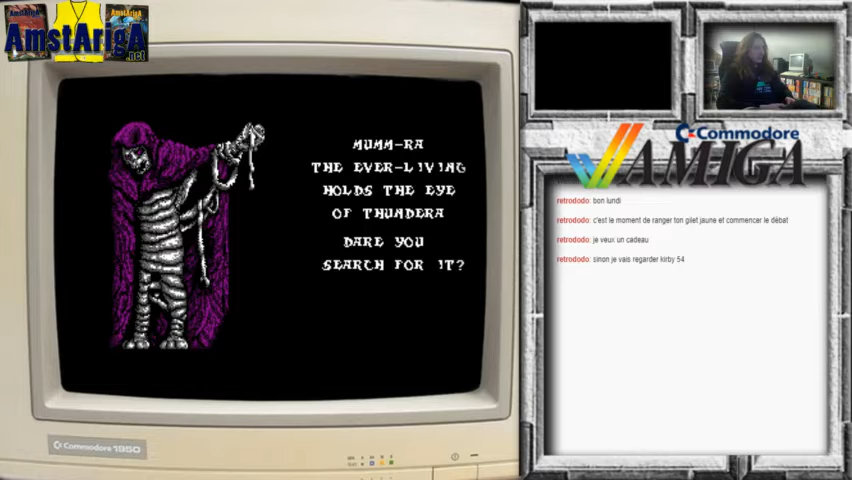 AmstArigA
.net
MUMM-RA
THE EVER-LIVING
HOLDS THE EYE
OF THUNDERA
DARE YOU
SEARCH FOR IT?
Commodore 1950
Commodore
AMIGA
retrododo: bon lundi
retrododo: c'est le moment de ranger ton gilet jaune et commencer le débat
retrododo: je veux un cadeau
retrododo: sinon je vais regarder kirby 54